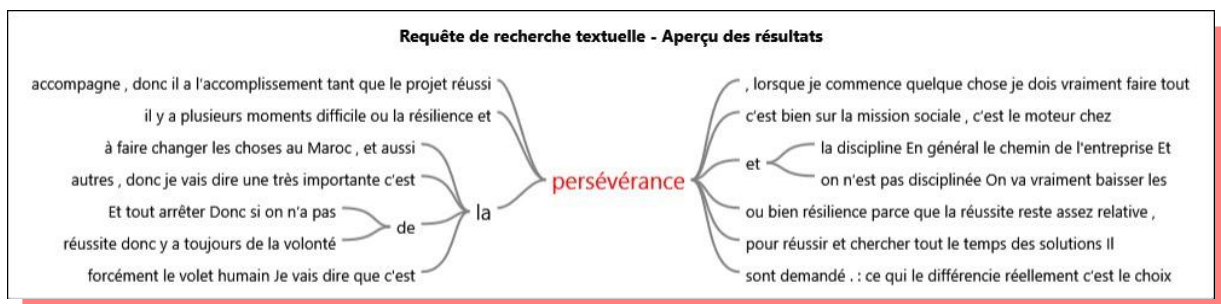 Requête de recherche textuelle - Aperçu des résultats
accompagne , donc il a l'accomplissement tant que le projet réussi
il y a plusieurs moments difficile ou la résilience et
à faire changer les choses au Maroc , et aussi
autres , donc je vais dire une très importante c'est
Et tout arrêter Donc si on n'a pas
réussite donc y a toujours de la volonté
de
forcément le volet humain Je vais dire que c'est
la
persévérance
, lorsque je commence quelque chose je dois vraiment faire tout
c'est bien sur la mission sociale , c'est le moteur chez
et
la discipline En général le chemin de l'entreprise Et
on n'est pas disciplinée On va vraiment baisser les
ou bien résilience parce que la réussite reste assez relative ,
pour réussir et chercher tout le temps des solutions Il
sont demandé . : ce qui le différencie réellement c'est le choix